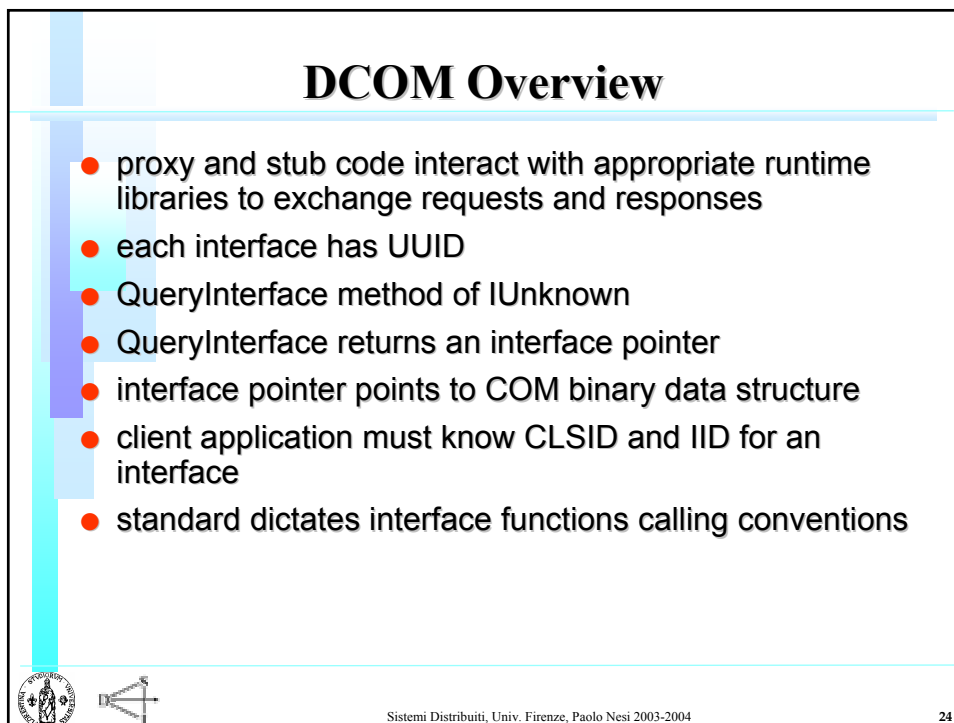 DCOM Overview
proxy and stub code interact with appropriate runtime
libraries to exchange requests and responses
each interface has UUID
QueryInterface method of IUnknown
QueryInterface returns an interface pointer
interface pointer points to COM binary data structure
client application must know CLSID and IID for an
interface
standard dictates interface functions calling conventions
Sistemi Distribuiti, Univ. Firenze, Paolo Nesi 2003-2004
24